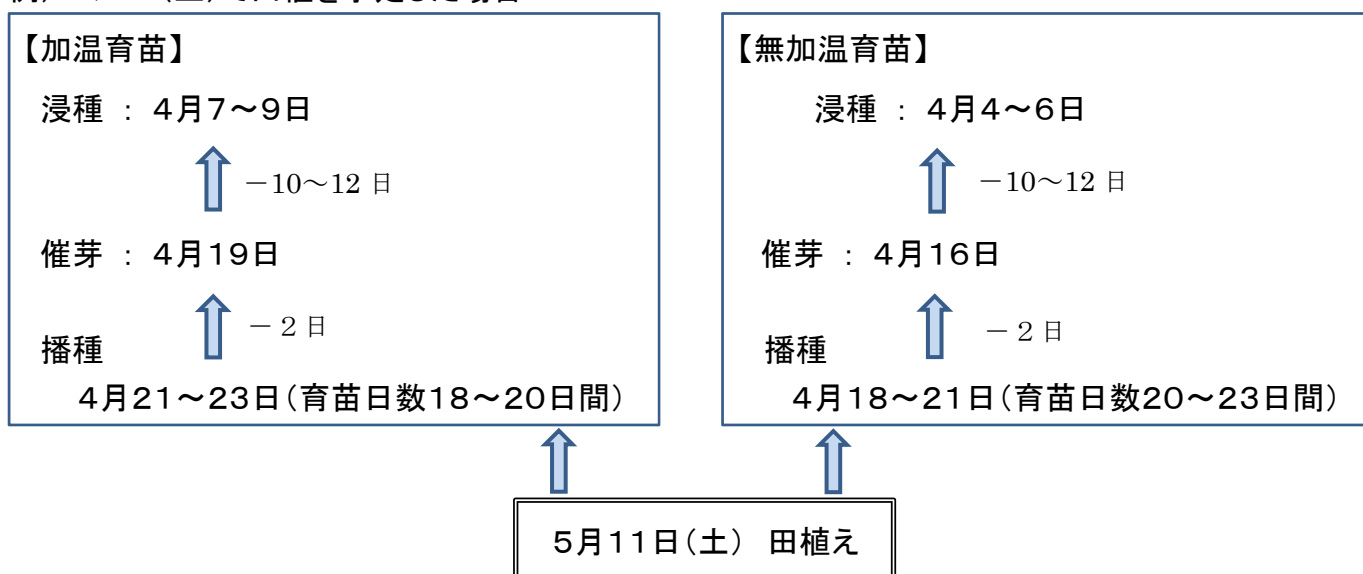 【加温育苗】
浸種 ： ４月７～９日
－10～12 日
催芽 ： ４月１９日
－２日
播種
４月２１～２３日（育苗日数１８～２０日間）
【無加温育苗】
浸種 ： ４月４～６日
－10～12 日
催芽 ： ４月１６日
－２日
播種
４月１８～２１日（育苗日数２０～２３日間）
５月１１日（土） 田植え